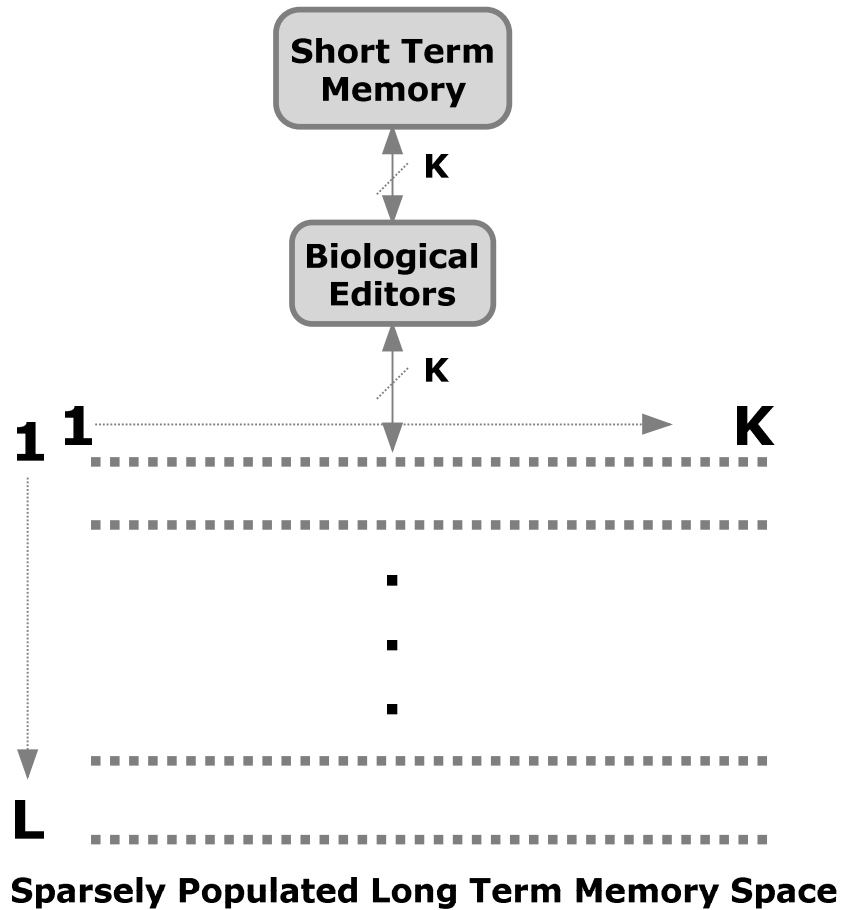 Short Term
Memory
K
Biological
Editors
K
1
1
K
L
Sparsely Populated Long Term Memory Space